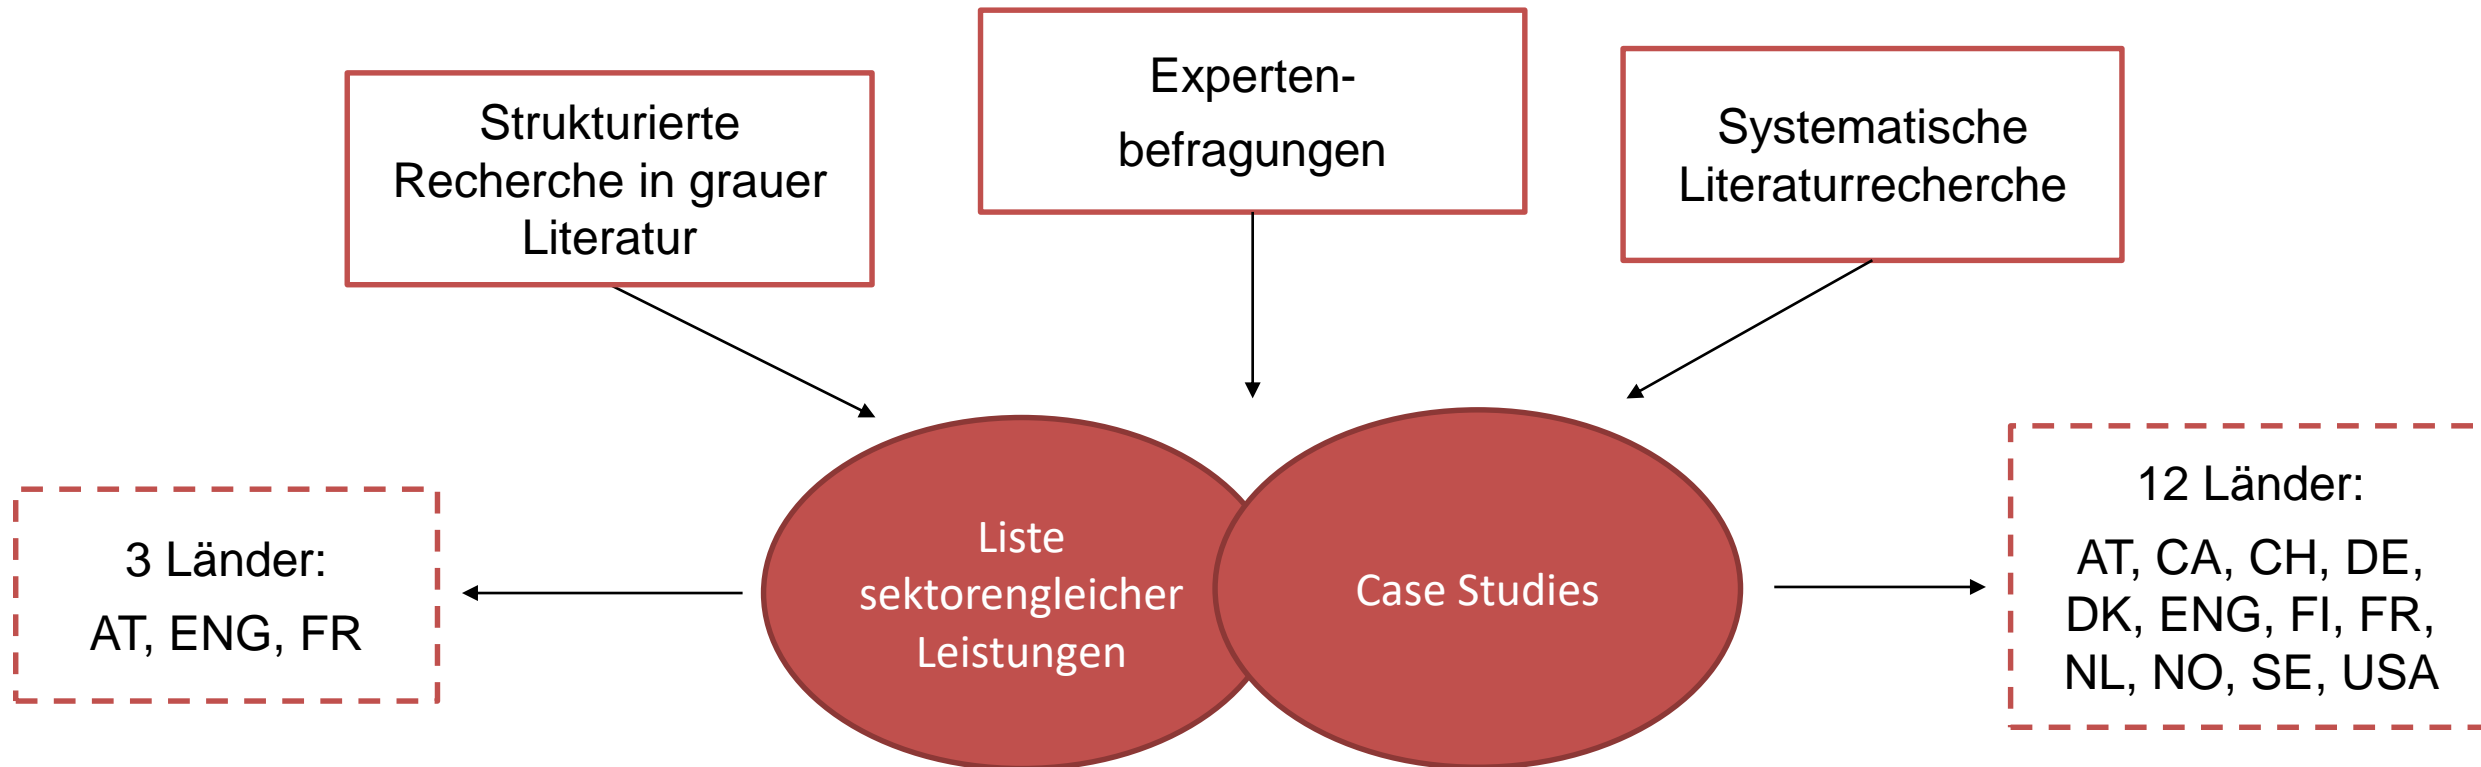 Strukturierte
Recherche in grauer
Literatur
Experten-
befragungen
Systematische
Literaturrecherche
3 Länder:
AT, ENG, FR
Liste
sektorengleicher
Leistungen
Case Studies
12 Länder:
AT, CA, CH, DE,
DK, ENG, FI, FR,
NL, NO, SE, USA